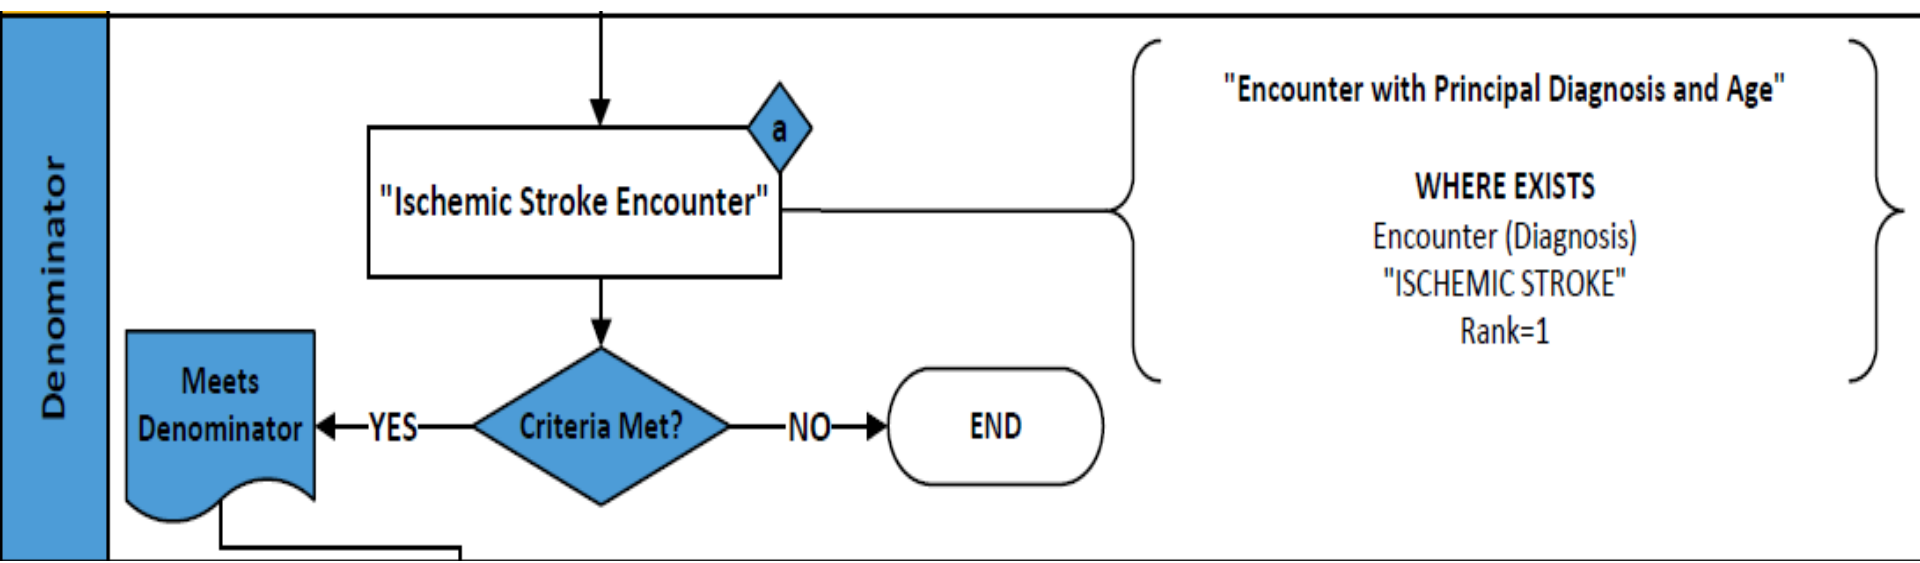 Denominator
a
"Ischemic Stroke Encounter"
"Encounter with Principal Diagnosis and Age"
WHERE EXISTS
Encounter (Diagnosis)
"ISCHEMIC STROKE"
Rank=1
Meets
Denominator
YES
Criteria Met?
NO
END